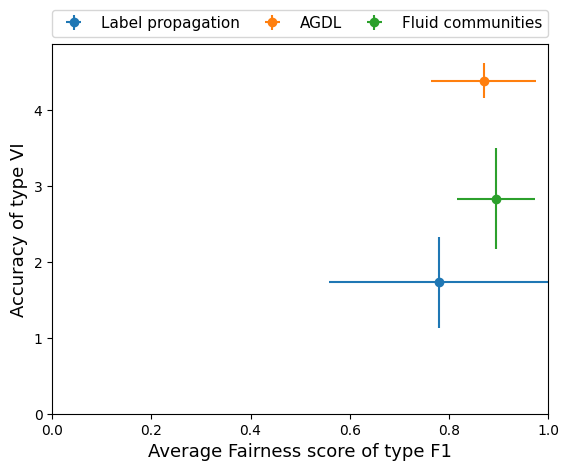 Label propagation AGDL Fluid communities
Accuracy of type VI
4
3
2
1
0
0.0 0.2 0.4 0.6 0.8 1.0
Average Fairness score of type F1